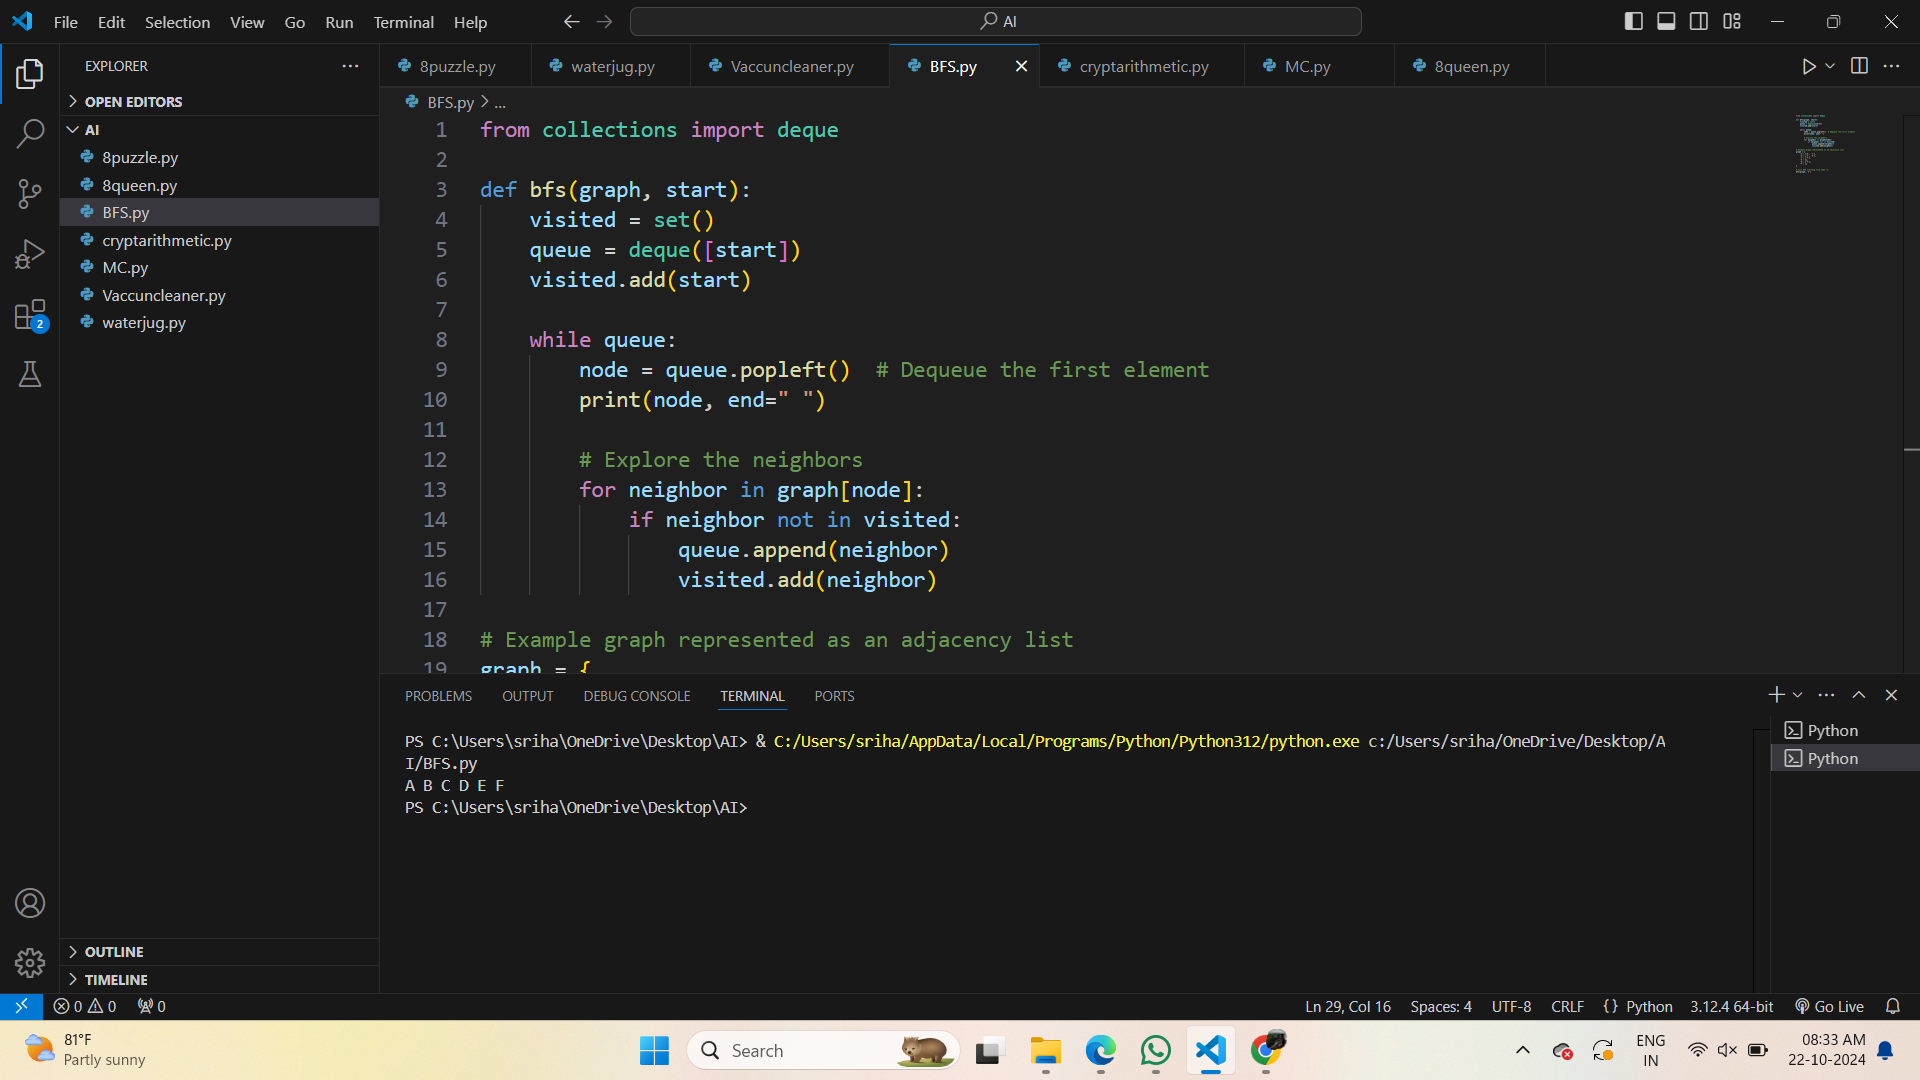 File Edit Selection View Go Run Terminal Help
AI
EXPLORER
OPEN EDITORS
AI
8puzzle.py
8queen.py
BFS.py
cryptarithmetic.py
MC.py
Vaccuncleaner.py
waterjug.py
2
OUTLINE
TIMELINE
8puzzle.py waterjug.py Vaccuncleaner.py BFS.py cryptarithmetic.py MC.py 8queen.py
BFS.py > ...
1 from collections import deque
2
3 def bfs(graph, start):
4     visited = set()
5     queue = deque([start])
6     visited.add(start)
7
8     while queue:
9         node = queue.popleft()  # Dequeue the first element
10         print(node, end=" ")
11
12         # Explore the neighbors
13         for neighbor in graph[node]:
14             if neighbor not in visited:
15                 queue.append(neighbor)
16                 visited.add(neighbor)
17
18 # Example graph represented as an adjacency list
19 graph = {
PROBLEMS OUTPUT DEBUG CONSOLE TERMINAL PORTS
PS C:\Users\sriha\OneDrive\Desktop\AI> & C:/Users/sriha/AppData/Local/Programs/Python/Python312/python.exe c:/Users/sriha/OneDrive/Desktop/A
I/BFS.py
A B C D E F
PS C:\Users\sriha\OneDrive\Desktop\AI>
Python
Python
0 0 0
Ln 29, Col 16 Spaces: 4 UTF-8 CRLF {} Python 3.12.4 64-bit Go Live
81°F
Partly sunny
Search
ENG
IN
08:33 AM
22-10-2024